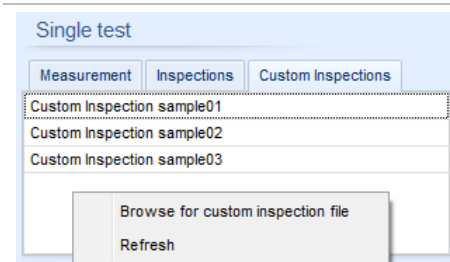 Single test
Measurement Inspections Custom Inspections
Custom Inspection sample01
Custom Inspection sample02
Custom Inspection sample03
Browse for custom inspection file
Refresh